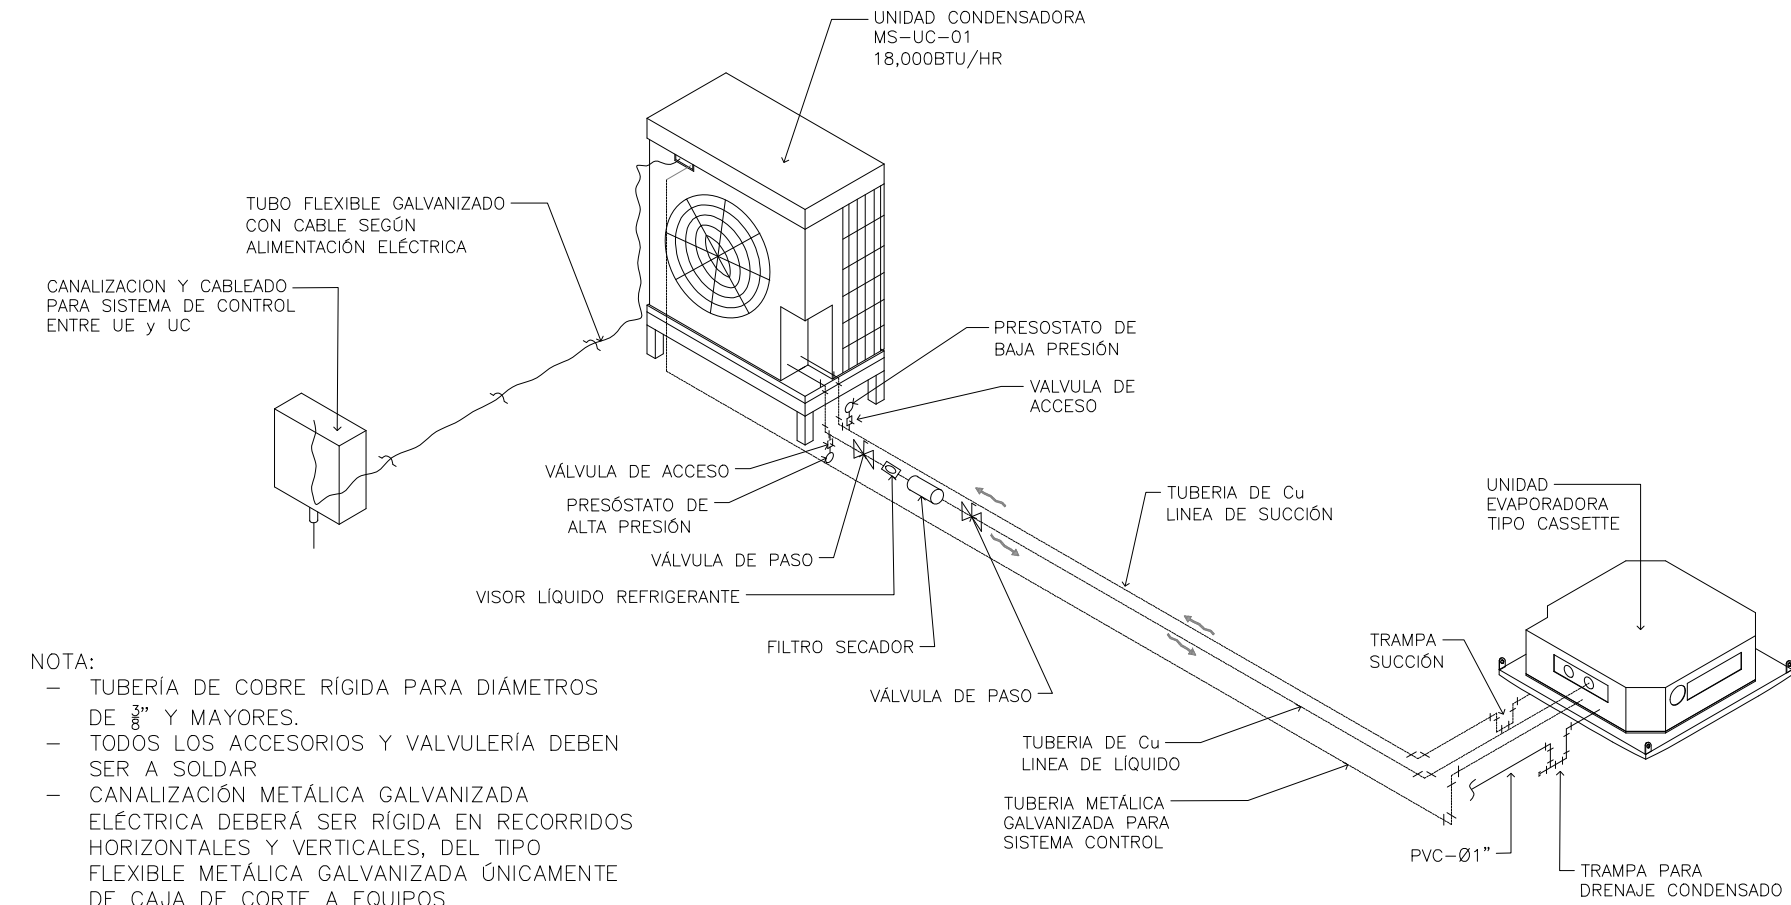 UNIDAD CONDENSADORA
MS-UC-01
18,000BTU/HR
TUBO FLEXIBLE GALVANIZADO
CON CABLE SEGÚN
ALIMENTACIÓN ELÉCTRICA
CANALIZACION Y CABLEADO
PARA SISTEMA DE CONTROL
ENTRE UE y UC
PRESOSTATO DE
BAJA PRESIÓN
VALVULA DE
ACCESO
VÁLVULA DE ACCESO
PRESÓSTATO DE
ALTA PRESIÓN
VÁLVULA DE PASO
VISOR LÍQUIDO REFRIGERANTE
FILTRO SECADOR
VÁLVULA DE PASO
TUBERIA DE Cu
LINEA DE SUCCIÓN
UNIDAD
EVAPORADORA
TIPO CASSETTE
TRAMPA
SUCCIÓN
TUBERIA DE Cu
LINEA DE LÍQUIDO
TUBERIA METÁLICA
GALVANIZADA PARA
SISTEMA CONTROL
PVC-Ø1”
TRAMPA PARA
DRENAJE CONDENSADO
NOTA:
– TUBERÍA DE COBRE RÍGIDA PARA DIÁMETROS
DE 3/8” Y MAYORES.
– TODOS LOS ACCESORIOS Y VALVULERÍA DEBEN
SER A SOLDAR
– CANALIZACIÓN METÁLICA GALVANIZADA
ELÉCTRICA DEBERÁ SER RÍGIDA EN RECORRIDOS
HORIZONTALES Y VERTICALES, DEL TIPO
FLEXIBLE METÁLICA GALVANIZADA ÚNICAMENTE
DE CAJA DE CORTE A EQUIPOS